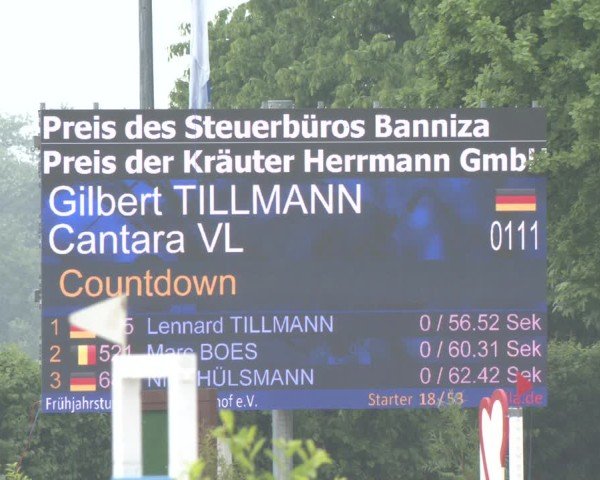 Preis des Steuerbüros Banniza
Preis der Kräuter Herrmann GmbH
Gilbert TILLMANN
Cantara VL 0111
Countdown
1 5 Lennard TILLMANN 0 / 56.52 Sek
2 521 Marc BOES 0 / 60.31 Sek
3 HÜLSMANN 0 / 62.42 Sek
hof e.V. Starter 18 / 53